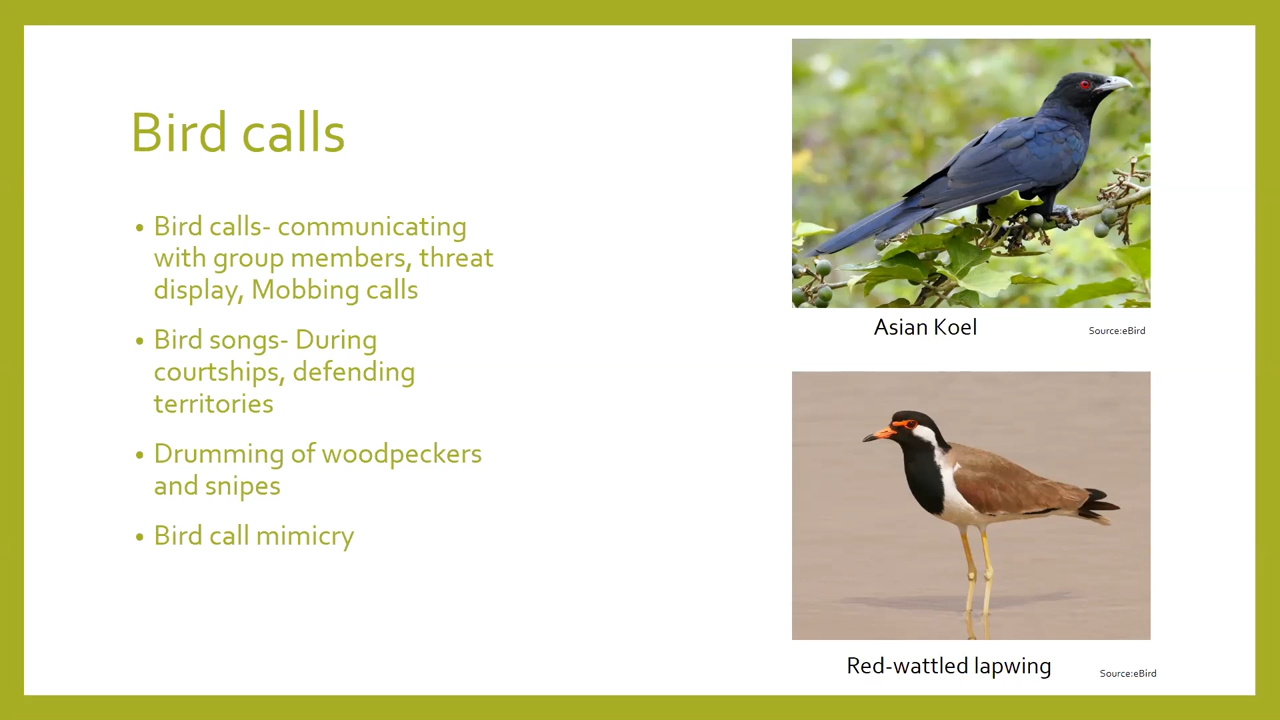 Bird calls
• Bird calls- communicating
with group members, threat
display, Mobbing calls
• Bird songs- During
courtships, defending
territories
• Drumming of woodpeckers
and snipes
• Bird call mimicry
Asian Koel
Source:eBird
Red-wattled lapwing
Source:eBird